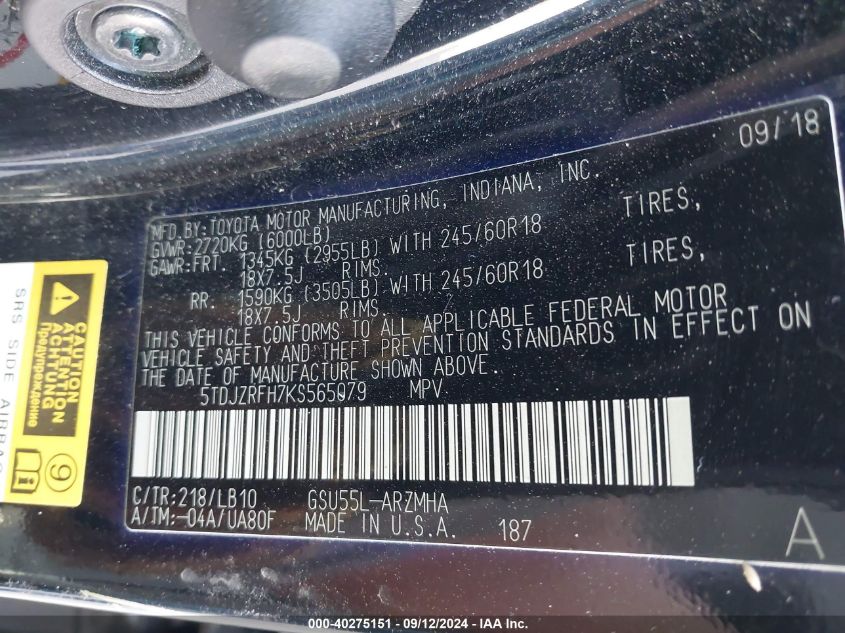 09/18
MFD.BY:TOYOTA MOTOR MANUFACTURING, INDIANA, INC.
GVWR:2720KG (6000LB)
GAWR:FRT. 1345KG (2955LB) WITH 245/60R18 TIRES,
18X7.5J RIMS.
RR. 1590KG (3505LB) WITH 245/60R18 TIRES,
18X7.5J RIMS.
THIS VEHICLE CONFORMS TO ALL APPLICABLE FEDERAL MOTOR
VEHICLE SAFETY AND THEFT PREVENTION STANDARDS IN EFFECT ON
THE DATE OF MANUFACTURE SHOWN ABOVE.
5TDJZRFH7KS565079 MPV
C/TR:218/LB10 GSU55L-ARZMHA
A/TM:-04A/UA80F MADE IN U.S.A. 187
A
CAUTION
ATTENTION
ACHTUNG
Предупреждение
9
SRS SIDE AIRBAG
000-40275151 - 09/12/2024 - IAA Inc.